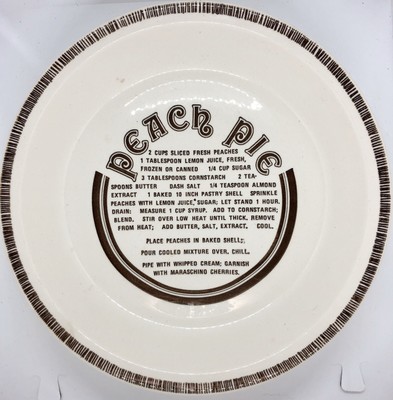 PEACH PIE
2 CUPS SLICED FRESH PEACHES
1 TABLESPOON LEMON JUICE, FRESH,
FROZEN OR CANNED 1/4 CUP SUGAR
3 TABLESPOONS CORNSTARCH 2 TEA-
SPOONS BUTTER DASH SALT 1/4 TEASPOON ALMOND
EXTRACT 1 BAKED 10 INCH PASTRY SHELL SPRINKLE
PEACHES WITH LEMON JUICE, SUGAR; LET STAND 1 HOUR.
DRAIN: MEASURE 1 CUP SYRUP. ADD TO CORNSTARCH;
BLEND. STIR OVER LOW HEAT UNTIL THICK. REMOVE
FROM HEAT; ADD BUTTER, SALT, EXTRACT. COOL.
PLACE PEACHES IN BAKED SHELL;
POUR COOLED MIXTURE OVER, CHILL.
PIPE WITH WHIPPED CREAM; GARNISH
WITH MARASCHINO CHERRIES.